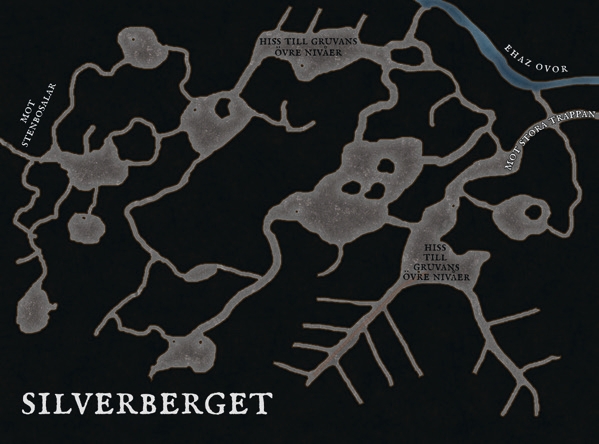 HISS TILL GRUVANS
ÖVRE NIVÅER
EHAZ OVOR
MOT
STENBOSALAR
MOT STORA TRAPPAN
HISS
TILL
GRUVANS
ÖVRE NIVÅER
SILVERBERGET